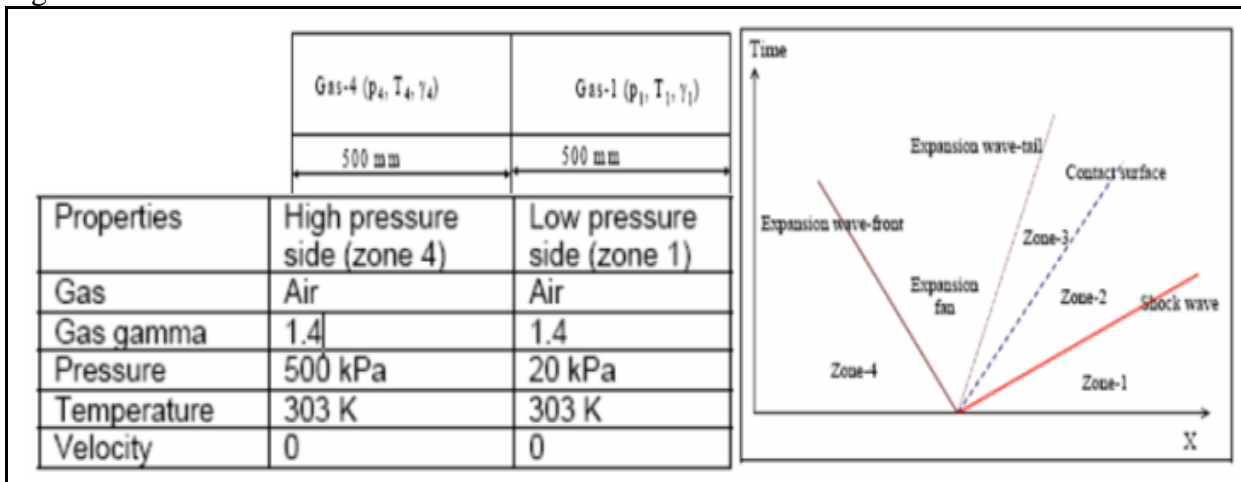 Gas-4 (p₄, T₄, γ₄)
Gas-1 (p₁, T₁, γ₁)
500 mm
500 mm
Properties
High pressure side (zone 4)
Low pressure side (zone 1)
Gas
Air
Air
Gas gamma
1.4
1.4
Pressure
500 kPa
20 kPa
Temperature
303 K
303 K
Velocity
0
0
Time
Expansion wave-tail
Contact surface
Expansion wave-front
Zone-3
Expansion
fan
Zone-2
Shock wave
Zone-4
Zone-1
X